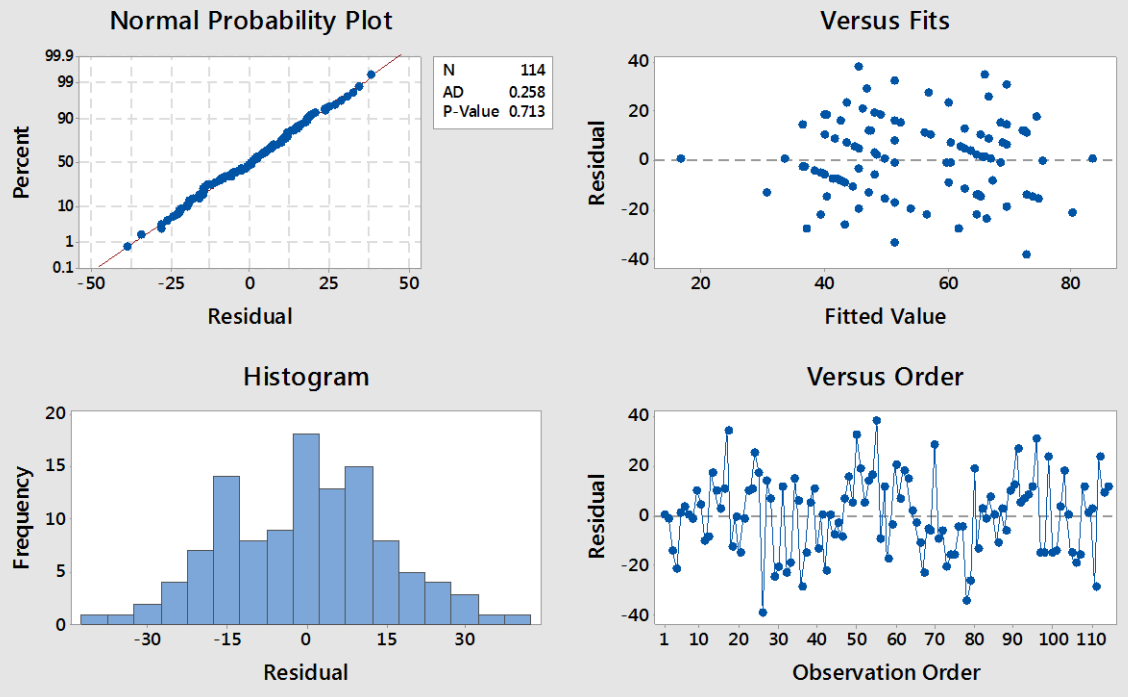 Normal Probability Plot
99.9
99
90
50
10
1
0.1
Percent
-50 -25 0 25 50
Residual
N 114
AD 0.258
P-Value 0.713
Versus Fits
40
20
0
-20
-40
Residual
20 40 60 80
Fitted Value
Histogram
20
15
10
5
0
Frequency
-30 -15 0 15 30
Residual
Versus Order
40
20
0
-20
-40
Residual
1 10 20 30 40 50 60 70 80 90 100 110
Observation Order